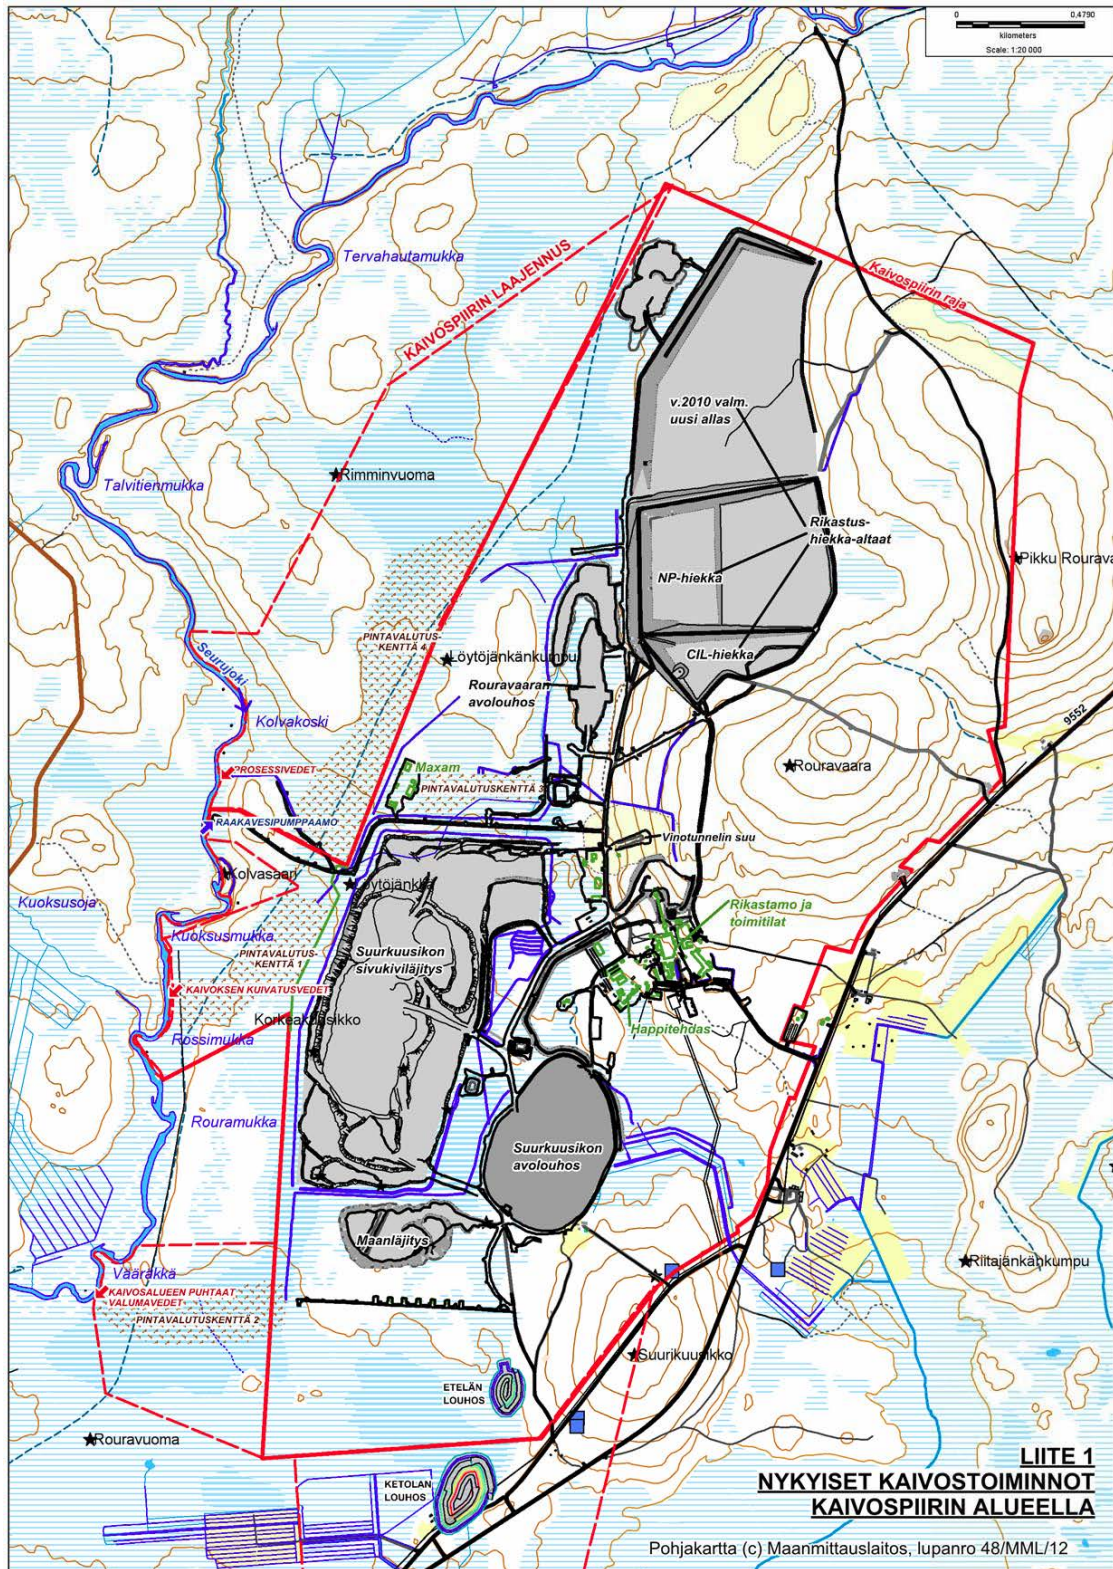 0 0,4790
kilometers
Scale: 1:20 000
Tervahautamukka
KAIVOSPIIRIN LAAJENNUS
Kaivospiirin raja
v.2010 valm.
uusi allas
Talvitienmukka
Rimminvuoma
Rikastus-
hiekka-altaat
NP-hiekka
Pikku Rourava
PINTAVALUTUS-
KENTTÄ 4
CIL-hiekka
Löytöjänkänkumpu
Seurujoki
Rouravaaran
avolouhos
Kolvakoski
9552
Maxam
Rouravaara
PROSESSIVEDET
PINTAVALUTUSKENTTÄ 3
RAAKAVESIPUMPPAAMO
Vinotunnelin suu
Kolvasaari
Löytöjänkkä
Kuoksusoja
Rikastamo ja
toimitilat
Kuoksusmukka
PINTAVALUTUS-
KENTTÄ 1
Suurkuusikon
sivukiviläjitys
KAIVOKSEN KUIVATUSVEDET
Korkeakuusikko
Happitehdas
Rossimukka
Rouramukka
Suurkuusikon
avolouhos
Maanläjitys
Vääräkkä
Riitajänkähkumpu
KAIVOSALUEEN PUHTAAT
VALUMAVEDET
PINTAVALUTUSKENTTÄ 2
Suurikuusikko
ETELÄN
LOUHOS
Rouravuoma
KETOLAN
LOUHOS
LIITE 1
NYKYISET KAIVOSTOIMINNOT
KAIVOSPIIRIN ALUEELLA
Pohjakartta (c) Maanmittauslaitos, lupanro 48/MML/12